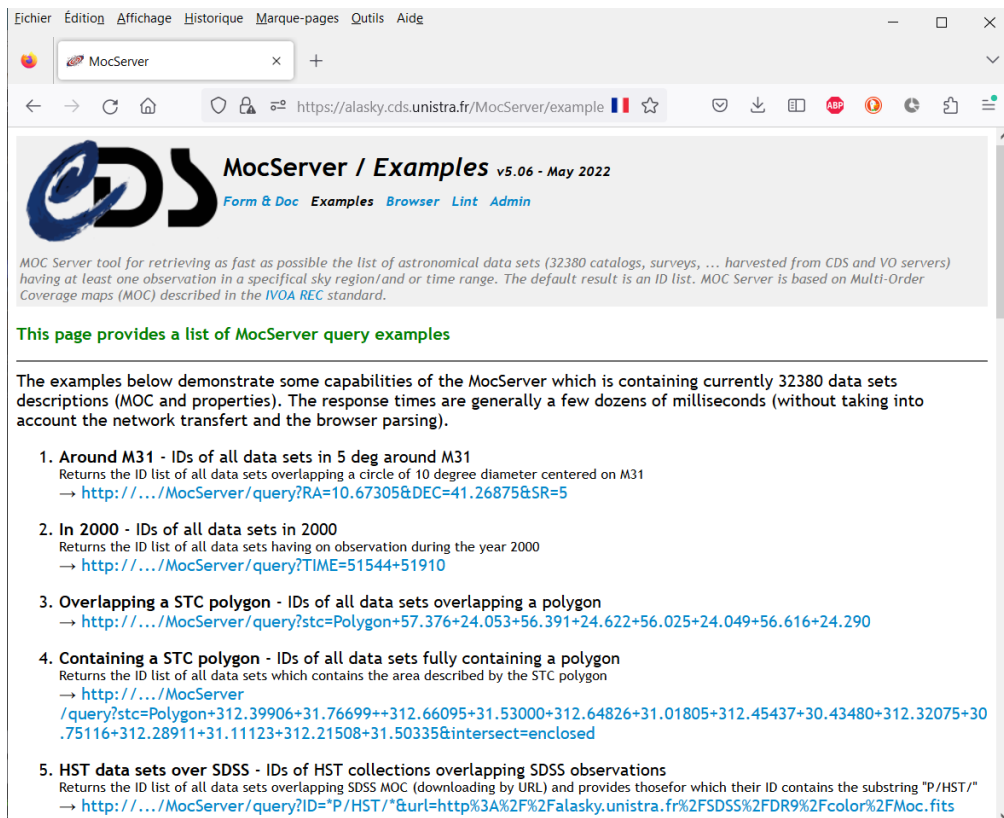 Fichier Édition Affichage Historique Marque-pages Outils Aide
MocServer
https://alasky.cds.unistra.fr/MocServer/example
ABP
CDS
MocServer / Examples v5.06 - May 2022
Form & Doc Examples Browser Lint Admin
MOC Server tool for retrieving as fast as possible the list of astronomical data sets (32380 catalogs, surveys, ... harvested from CDS and VO servers)
having at least one observation in a specifical sky region/and or time range. The default result is an ID list. MOC Server is based on Multi-Order
Coverage maps (MOC) described in the IVOA REC standard.
This page provides a list of MocServer query examples
The examples below demonstrate some capabilities of the MocServer which is containing currently 32380 data sets
descriptions (MOC and properties). The response times are generally a few dozens of milliseconds (without taking into
account the network transfert and the browser parsing).
1. Around M31 - IDs of all data sets in 5 deg around M31
Returns the ID list of all data sets overlapping a circle of 10 degree diameter centered on M31
→ http://.../MocServer/query?RA=10.67305&DEC=41.26875&SR=5
2. In 2000 - IDs of all data sets in 2000
Returns the ID list of all data sets having on observation during the year 2000
→ http://.../MocServer/query?TIME=51544+51910
3. Overlapping a STC polygon - IDs of all data sets overlapping a polygon
→ http://.../MocServer/query?stc=Polygon+57.376+24.053+56.391+24.622+56.025+24.049+56.616+24.290
4. Containing a STC polygon - IDs of all data sets fully containing a polygon
Returns the ID list of all data sets which contains the area described by the STC polygon
→ http://.../MocServer
/query?stc=Polygon+312.39906+31.76699++312.66095+31.53000+312.64826+31.01805+312.45437+30.43480+312.32075+30
.75116+312.28911+31.11123+312.21508+31.50335&intersect=enclosed
5. HST data sets over SDSS - IDs of HST collections overlapping SDSS observations
Returns the ID list of all data sets overlapping SDSS MOC (downloading by URL) and provides thosefor which their ID contains the substring "P/HST/"
→ http://.../MocServer/query?ID=*P/HST/*&url=http%3A%2F%2Falasky.unistra.fr%2FSDSS%2FDR9%2Fcolor%2FMoc.fits